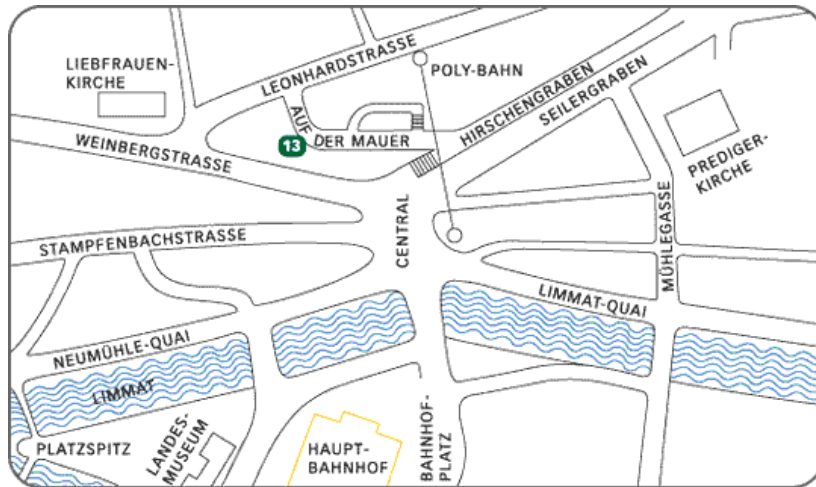 LIEBFRAUEN-
KIRCHE
LEONHARDSTRASSE
POLY-BAHN
HIRSCHENGRABEN
SEILERGRABEN
AUF
DER MAUER
13
WEINBERGSTRASSE
PREDIGER-
KIRCHE
STAMPFENBACHSTRASSE
CENTRAL
MÜHLEGASSE
LIMMAT-QUAI
NEUMÜHLE-QUAI
LIMMAT
PLATZSPITZ
LANDES-
MUSEUM
HAUPT-
BAHNHOF
BAHNHOF-
PLATZ